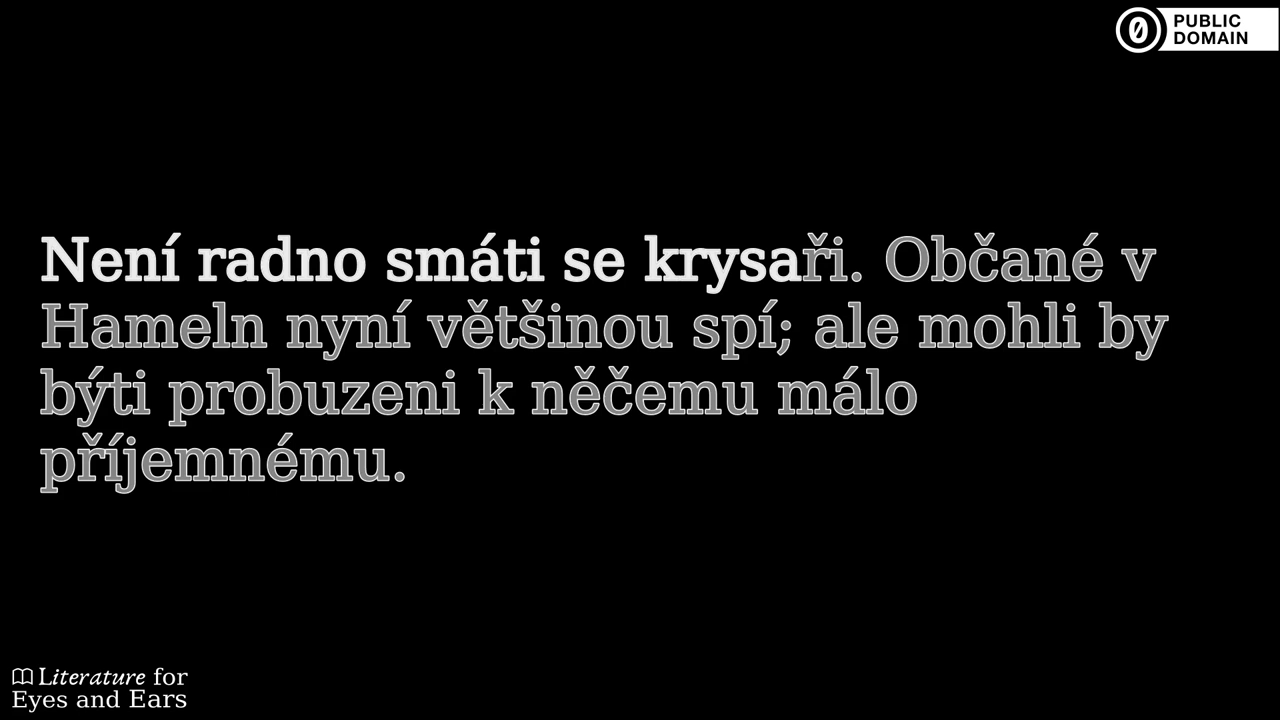 PUBLIC
DOMAIN
Není radno smáti se krysaři. Občané v
Hameln nyní většinou spí; ale mohli by
býti probuzeni k něčemu málo
příjemnému.
Literature for
Eyes and Ears